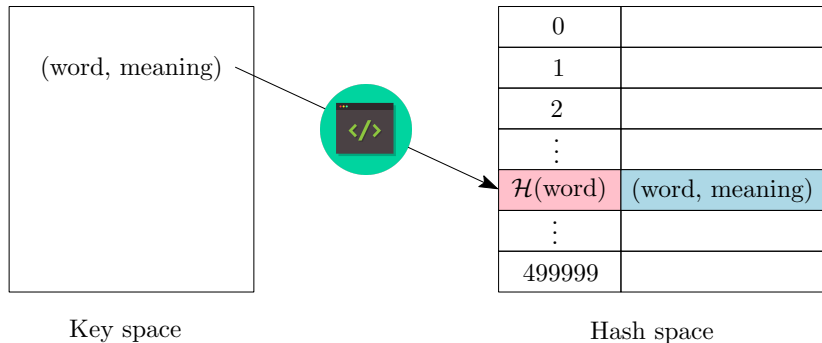 (word, meaning)
</>
0
1
2
⋮
ℋ(word) (word, meaning)
⋮
499999
Key space
Hash space